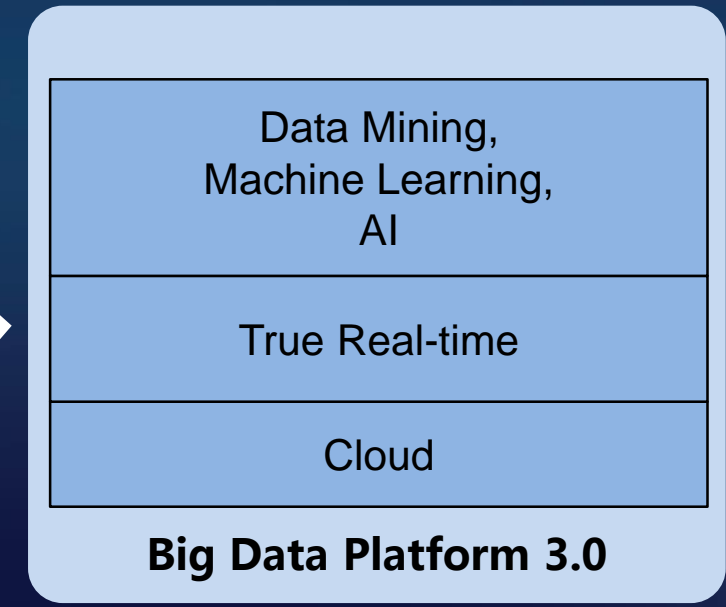 Data Mining,
Machine Learning,
AI
True Real-time
Cloud
Big Data Platform 3.0